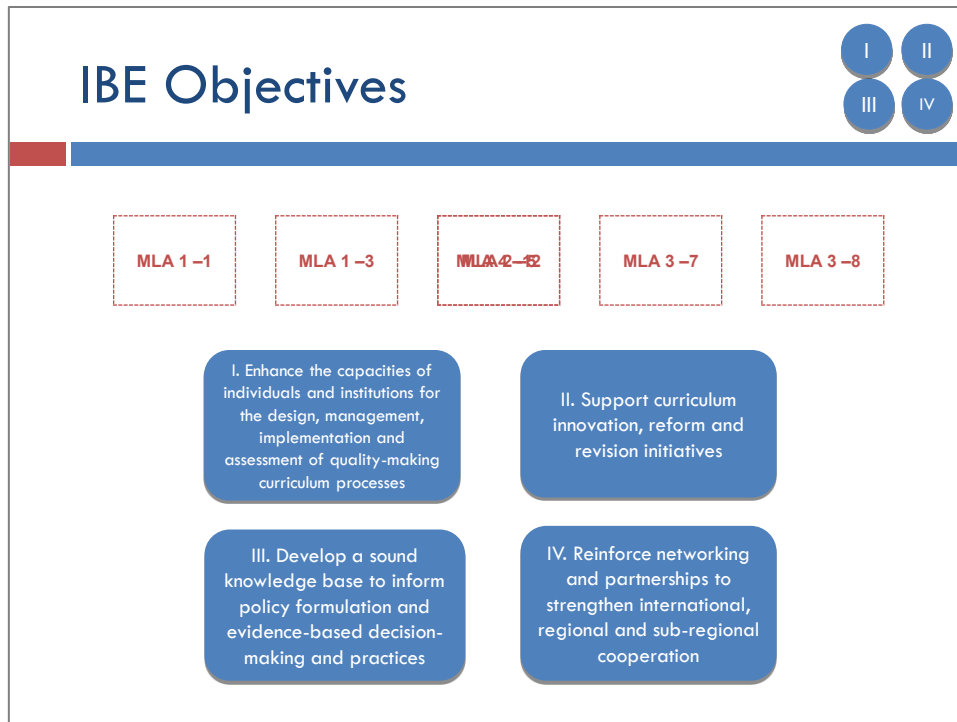 IBE Objectives
I
II
III
IV
MLA 1 –1
MLA 1 –3
MLA 3 –7
MLA 3 –8
I. Enhance the capacities of
individuals and institutions for
the design, management,
implementation and
assessment of quality-making
curriculum processes
II. Support curriculum
innovation, reform and
revision initiatives
III. Develop a sound
knowledge base to inform
policy formulation and
evidence-based decision-
making and practices
IV. Reinforce networking
and partnerships to
strengthen international,
regional and sub-regional
cooperation